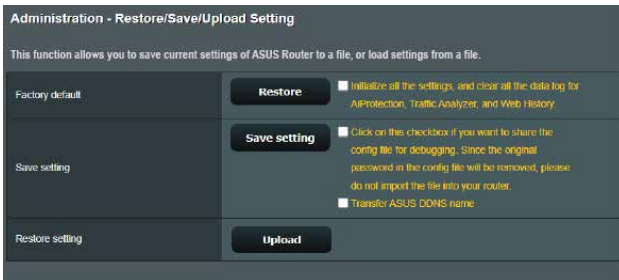 Administration - Restore/Save/Upload Setting
This function allows you to save current settings of ASUS Router to a file, or load settings from a file.
Factory default
Restore
Initialize all the settings, and clear all the data log for
AiProtection, Traffic Analyzer, and Web History
Save setting
Save setting
Click on this checkbox if you want to share the
config file for debugging. Since the original
password in the config file will be removed, please
do not import the file into your router.
Transfer ASUS DDNS name
Restore setting
Upload